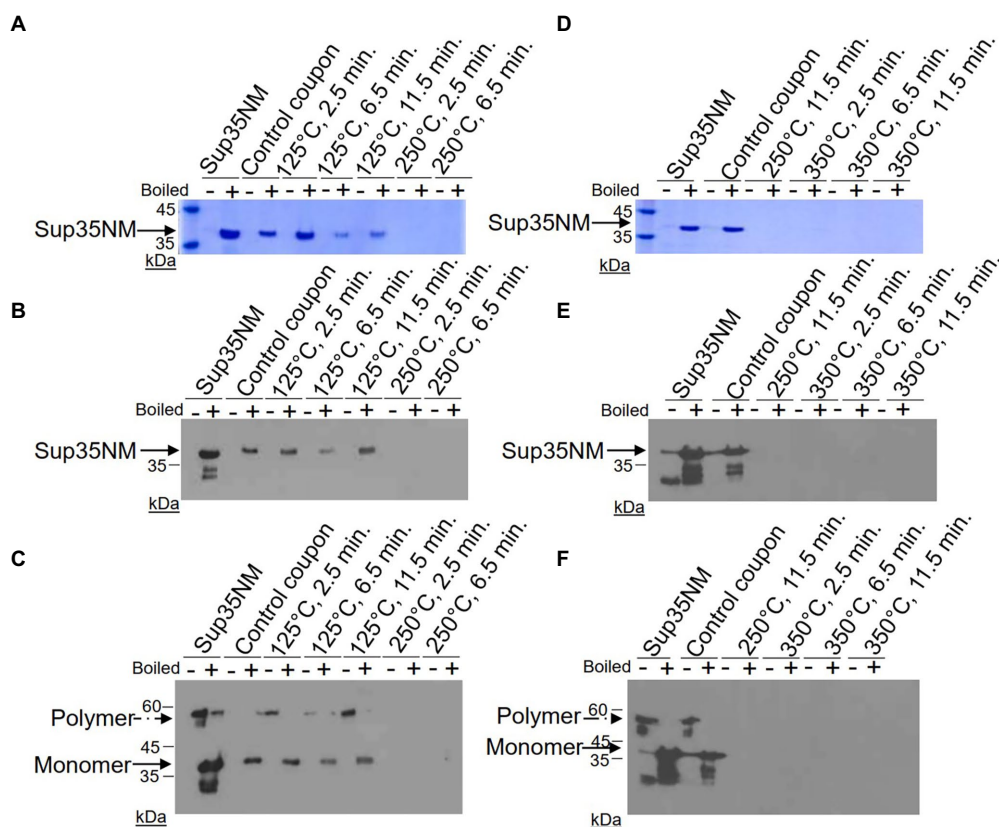 A
Sup35NM
Control coupon
125°C, 2.5 min.
125°C, 6.5 min.
125°C, 11.5 min.
250°C, 2.5 min.
250°C, 6.5 min.
Boiled - + - + - + - + - + - + - +
45
Sup35NM
35
kDa
B
Sup35NM
Control coupon
125°C, 2.5 min.
125°C, 6.5 min.
125°C, 11.5 min.
250°C, 2.5 min.
250°C, 6.5 min.
Boiled - + - + - + - + - + - + - +
Sup35NM
35
kDa
C
Sup35NM
Control coupon
125°C, 2.5 min.
125°C, 6.5 min.
125°C, 11.5 min.
250°C, 2.5 min.
250°C, 6.5 min.
Boiled - + - + - + - + - + - + - +
60
Polymer
45
Monomer
35
kDa
D
Sup35NM
Control coupon
250°C, 11.5 min.
350°C, 2.5 min.
350°C, 6.5 min.
350°C, 11.5 min.
Boiled - + - + - + - + - + - +
45
Sup35NM
35
kDa
E
Sup35NM
Control coupon
250°C, 11.5 min.
350°C, 2.5 min.
350°C, 6.5 min.
350°C, 11.5 min.
Boiled - + - + - + - + - + - +
Sup35NM
35
kDa
F
Sup35NM
Control coupon
250°C, 11.5 min.
350°C, 2.5 min.
350°C, 6.5 min.
350°C, 11.5 min.
Boiled - + - + - + - + - + - +
60
Polymer
45
Monomer
35
kDa